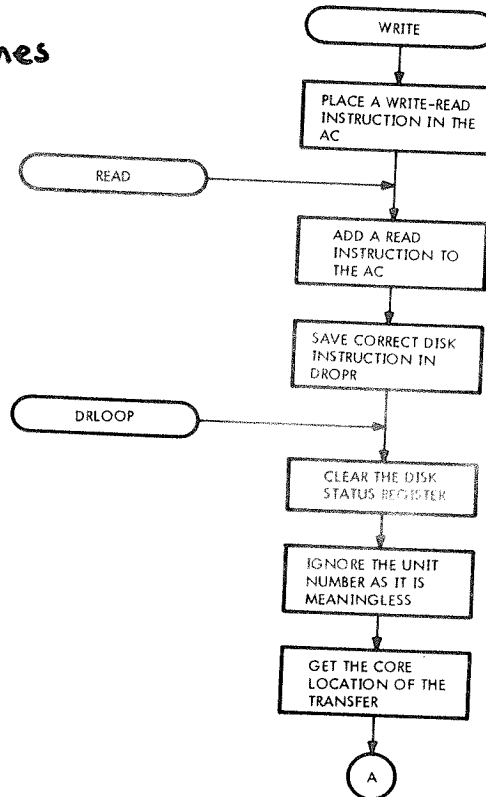 WRITE
PLACE A WRITE-READ
INSTRUCTION IN THE
AC
READ
ADD A READ
INSTRUCTION TO
THE AC
SAVE CORRECT DISK
INSTRUCTION IN
DROPR
DRLOOP
CLEAR THE DISK
STATUS REGISTER
IGNORE THE UNIT
NUMBER AS IT IS
MEANINGLESS
GET THE CORE
LOCATION OF THE
TRANSFER
A